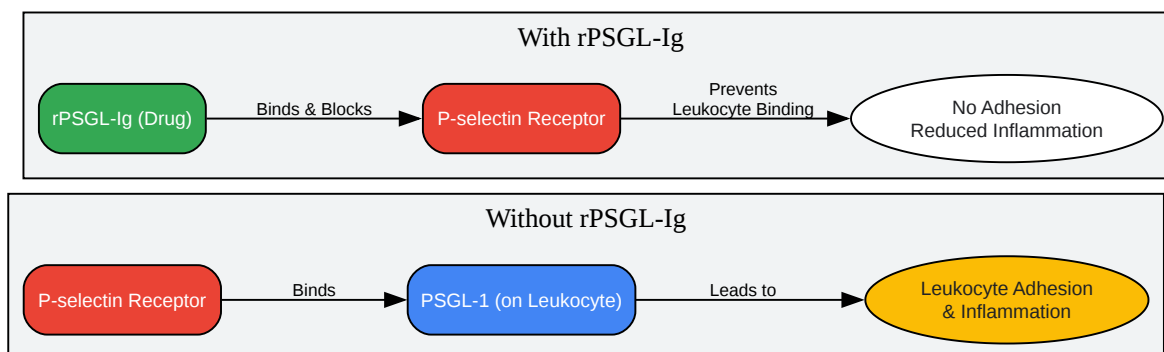 With rPSGL-Ig
rPSGL-Ig (Drug)
Binds & Blocks
P-selectin Receptor
Prevents
Leukocyte Binding
No Adhesion
Reduced Inflammation
Without rPSGL-Ig
P-selectin Receptor
Binds
PSGL-1 (on Leukocyte)
Leads to
Leukocyte Adhesion
& Inflammation